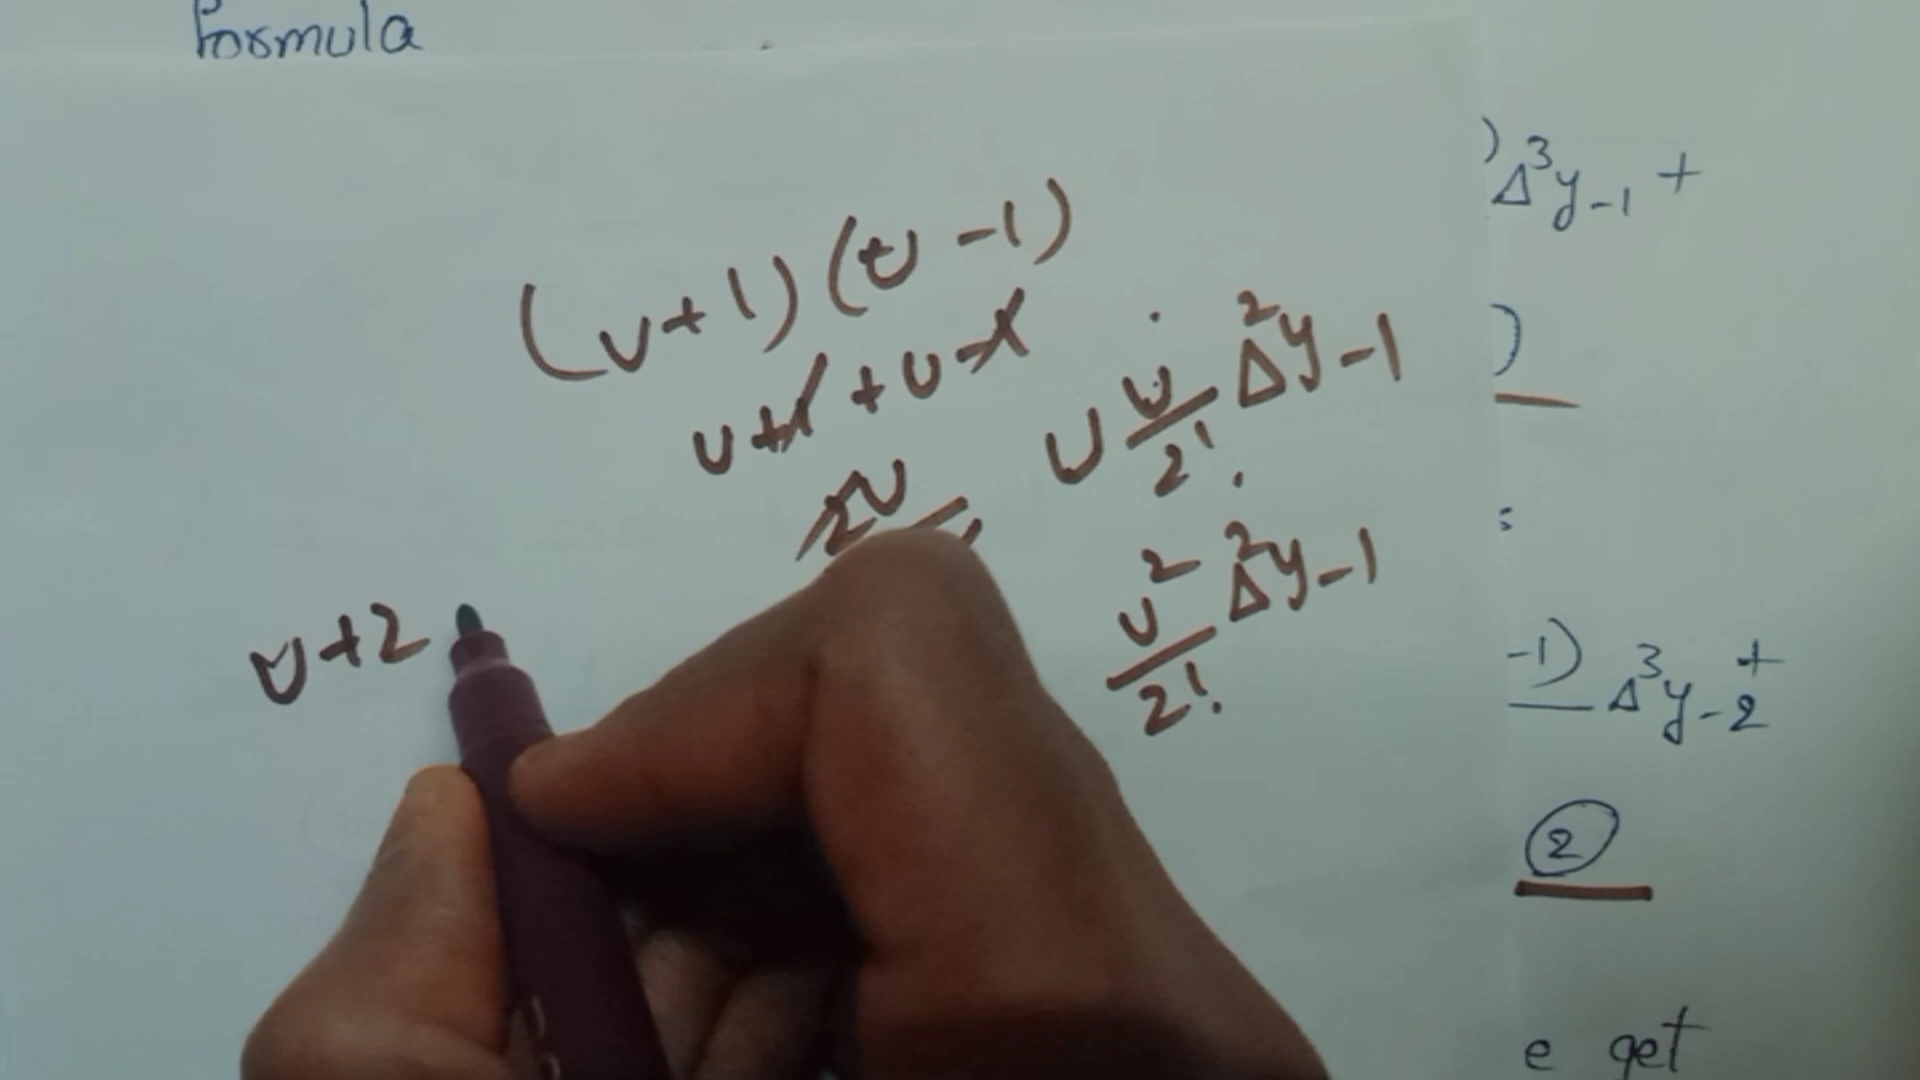 Formula
)Δ³y₋₁ +
(u+1)(u-1)
u+1+u-1
)
u u/2! Δ²y-1
2u
:
u²/2! Δ²y-1
u+2
-1) Δ³y₋₂ +
②
e get